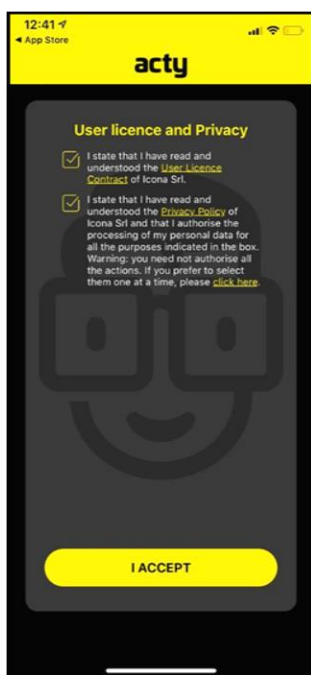 12:41
◀ App Store
acty
User licence and Privacy
I state that I have read and
understood the User Licence
Contract of Icona Srl.
I state that I have read and
understood the Privacy Policy of
Icona Srl and that I authorise the
processing of my personal data for
all the purposes indicated in the box.
Warning: you need not authorise all
the actions. If you prefer to select
them one at a time, please click here.
I ACCEPT